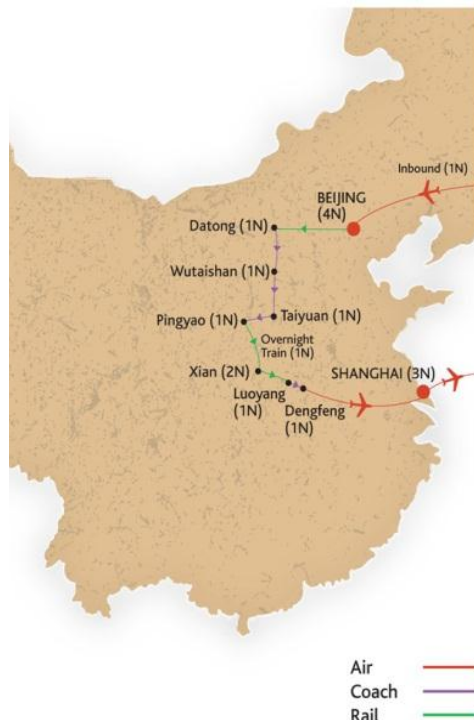 Inbound (1N)
BEIJING
(4N)
Datong (1N)
Wutaishan (1N)
Pingyao (1N)
Taiyuan (1N)
Overnight
Train (1N)
Xian (2N)
SHANGHAI (3N)
Luoyang
(1N)
Dengfeng
(1N)
Air
Coach
Rail